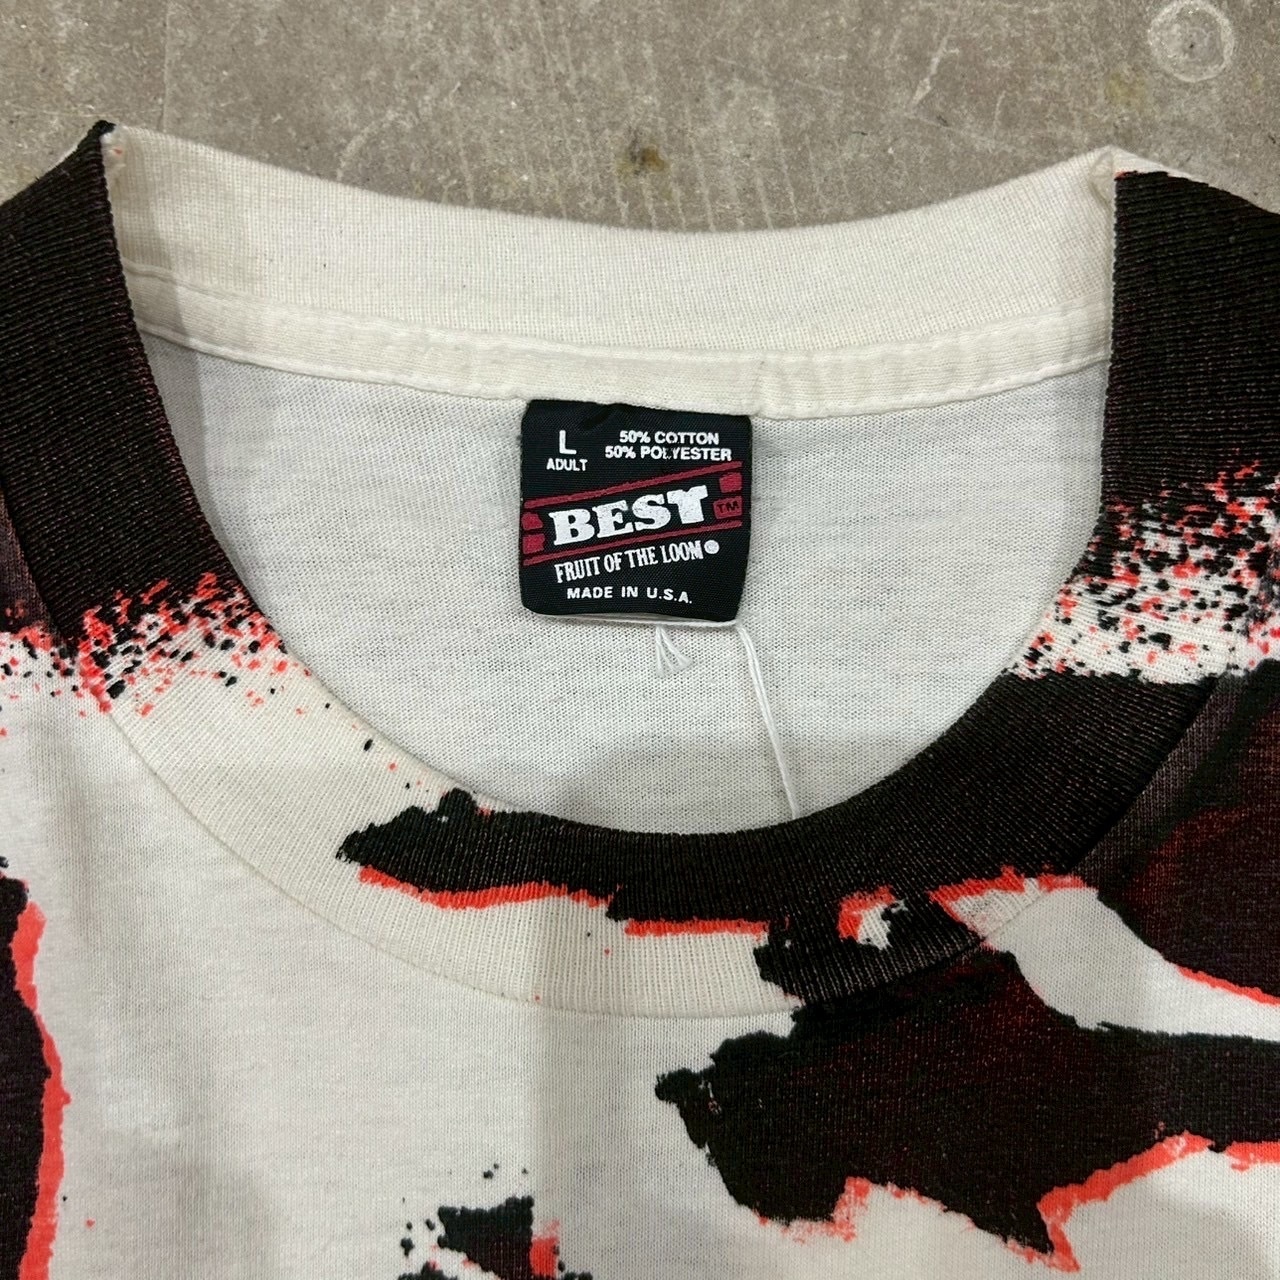 L
ADULT
50% COTTON
50% POLYESTER
BEST TM
FRUIT OF THE LOOM®
MADE IN U.S.A.